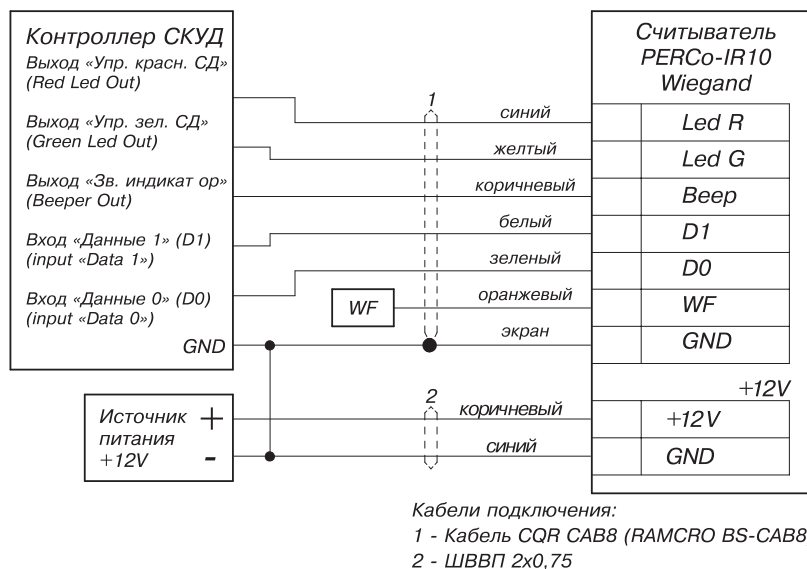 Контроллер СКУД
Выход «Упр. красн. СД»
(Red Led Out)
Выход «Упр. зел. СД»
(Green Led Out)
Выход «Зв. индикат ор»
(Beeper Out)
Вход «Данные 1» (D1)
(input «Data 1»)
Вход «Данные 0» (D0)
(input «Data 0»)
GND
Источник
питания
+12V
+
-
1
синий
желтый
коричневый
белый
зеленый
оранжевый
WF
экран
2
коричневый
синий
Считыватель
PERCo-IR10
Wiegand
Led R
Led G
Beep
D1
D0
WF
GND
+12V
+12V
GND
Кабели подключения:
1 - Кабель CQR CAB8 (RAMCRO BS-CAB8
2 - ШВВП 2х0,75